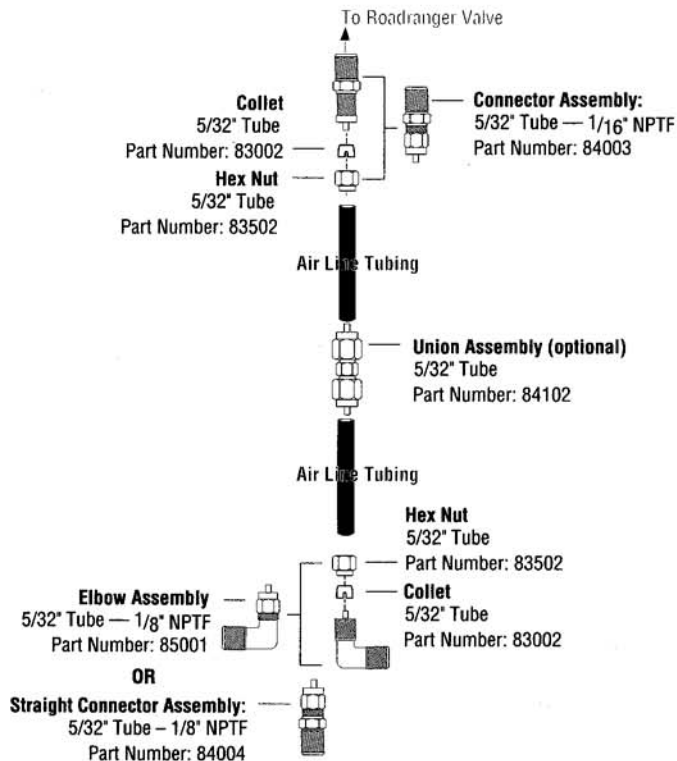 To Roadranger Valve
Collet
5/32" Tube
Part Number: 83002
Hex Nut
5/32" Tube
Part Number: 83502
Connector Assembly:
5/32" Tube — 1/16" NPTF
Part Number: 84003
Air Line Tubing
Union Assembly (optional)
5/32" Tube
Part Number: 84102
Air Line Tubing
Hex Nut
5/32" Tube
Part Number: 83502
Collet
5/32" Tube
Part Number: 83002
Elbow Assembly
5/32" Tube — 1/8" NPTF
Part Number: 85001
OR
Straight Connector Assembly:
5/32" Tube – 1/8" NPTF
Part Number: 84004